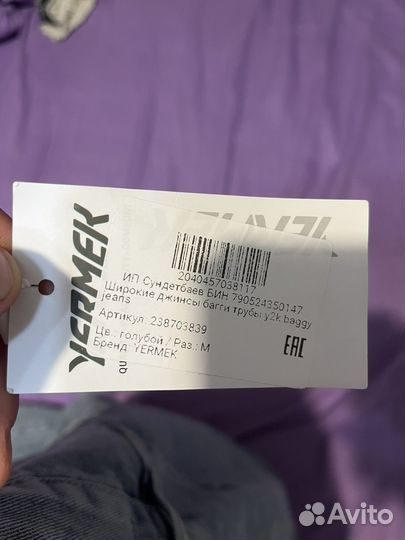 YERMEK
2040457038117
ИП Сундетбаев БИН 790524350147
Широкие джинсы багги трубы y2k baggy
jeans
Артикул: 238703839
Цв.: Голубой / Раз.: M
Бренд: YERMEK
EAC
QU
Avito